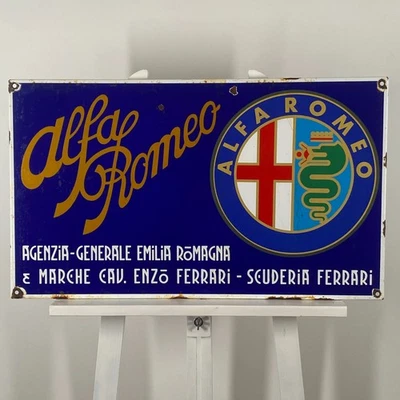 Alfa
Romeo
ALFA ROMEO
AGENZIA-GENERALE EMILIA ROMAGNA
E MARCHE CAV. ENZO FERRARI - SCUDERIA FERRARI